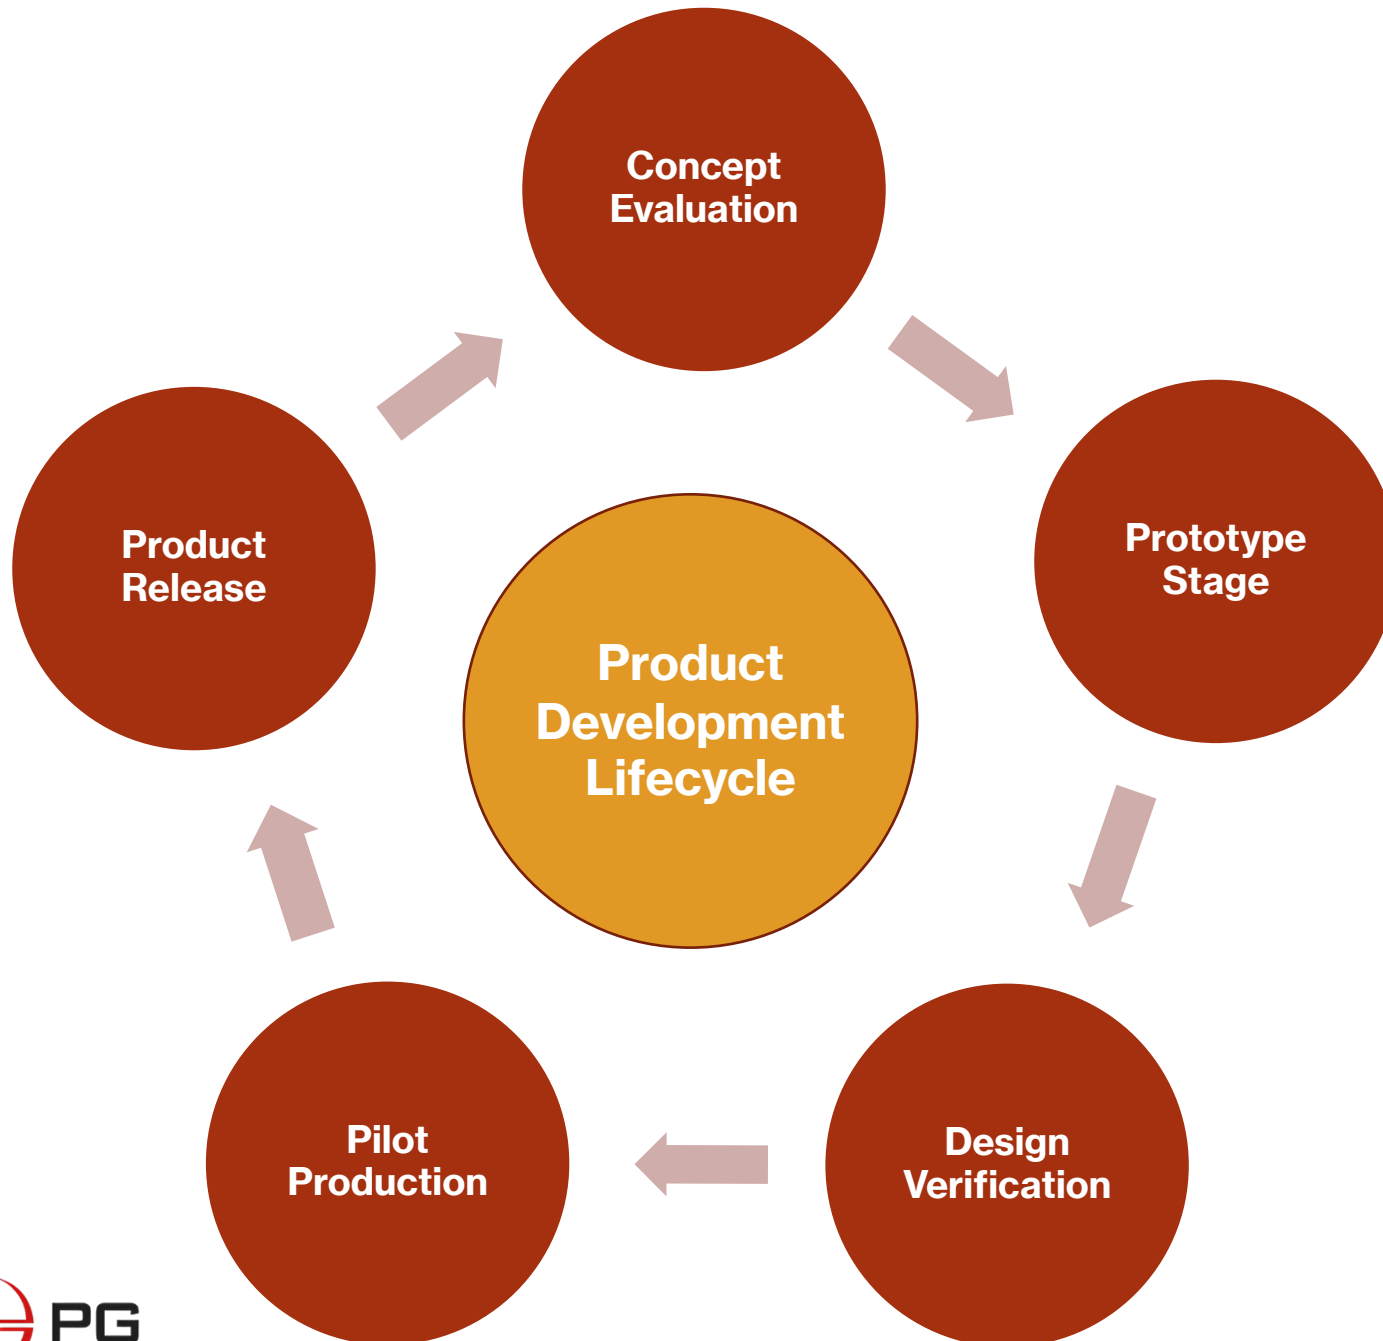 Concept
Evaluation
Prototype
Stage
Design
Verification
Pilot
Production
Product
Release
Product
Development
Lifecycle
PG